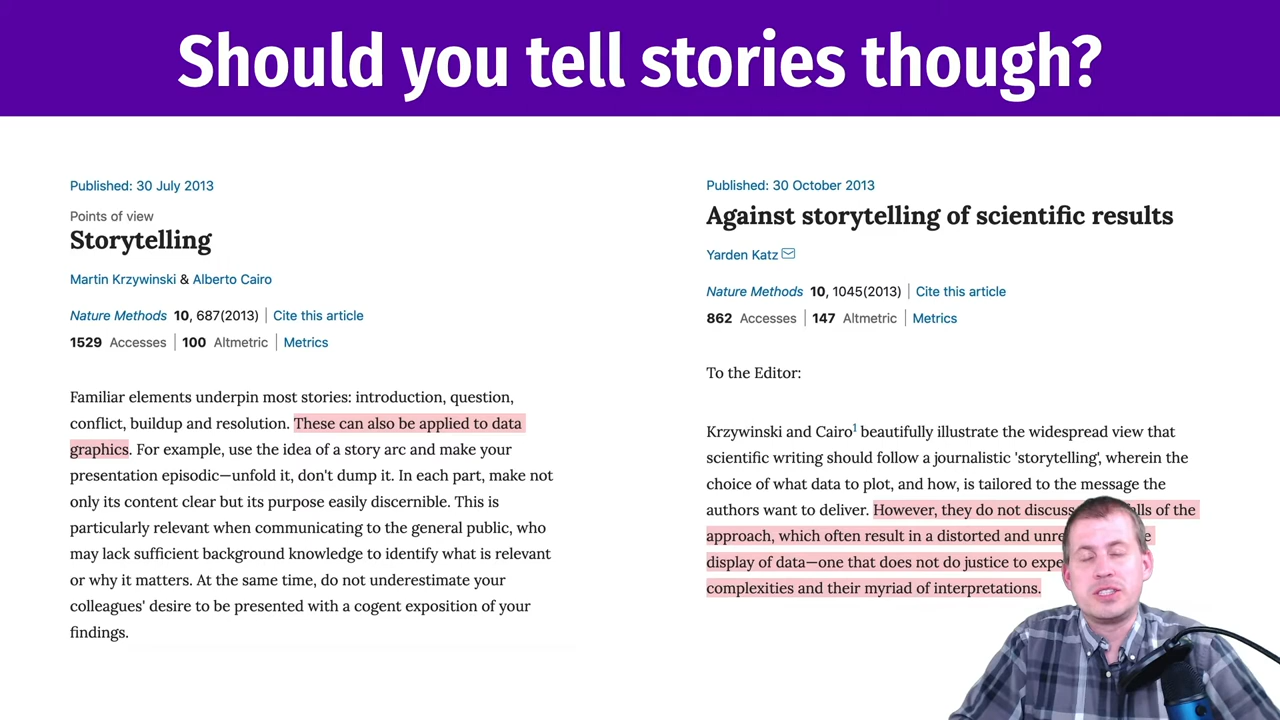 Should you tell stories though?
Published: 30 July 2013
Points of view
Storytelling
Martin Krzywinski & Alberto Cairo
Nature Methods 10, 687(2013) | Cite this article
1529 Accesses | 100 Altmetric | Metrics
Familiar elements underpin most stories: introduction, question,
conflict, buildup and resolution. These can also be applied to data
graphics. For example, use the idea of a story arc and make your
presentation episodic—unfold it, don't dump it. In each part, make not
only its content clear but its purpose easily discernible. This is
particularly relevant when communicating to the general public, who
may lack sufficient background knowledge to identify what is relevant
or why it matters. At the same time, do not underestimate your
colleagues' desire to be presented with a cogent exposition of your
findings.
Published: 30 October 2013
Against storytelling of scientific results
Yarden Katz
Nature Methods 10, 1045(2013) | Cite this article
862 Accesses | 147 Altmetric | Metrics
To the Editor:
Krzywinski and Cairo1 beautifully illustrate the widespread view that
scientific writing should follow a journalistic 'storytelling', wherein the
choice of what data to plot, and how, is tailored to the message the
authors want to deliver. However, they do not discuss of the
approach, which often result in a distorted and
display of data—one that does not do justice to
complexities and their myriad of interpretations.